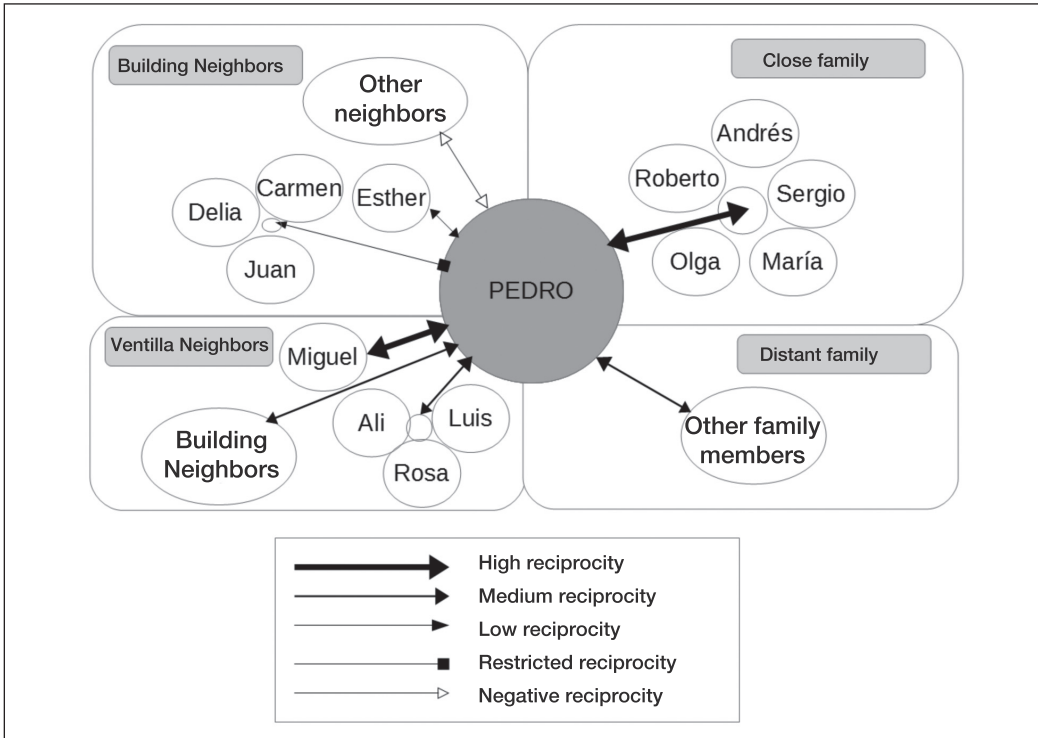 Building Neighbors
Other
neighbors
Carmen
Esther
Delia
Juan
Close family
Andrés
Roberto
Sergio
Olga
María
PEDRO
Ventilla Neighbors
Miguel
Building
Neighbors
Ali
Luis
Rosa
Distant family
Other family
members
High reciprocity
Medium reciprocity
Low reciprocity
Restricted reciprocity
Negative reciprocity